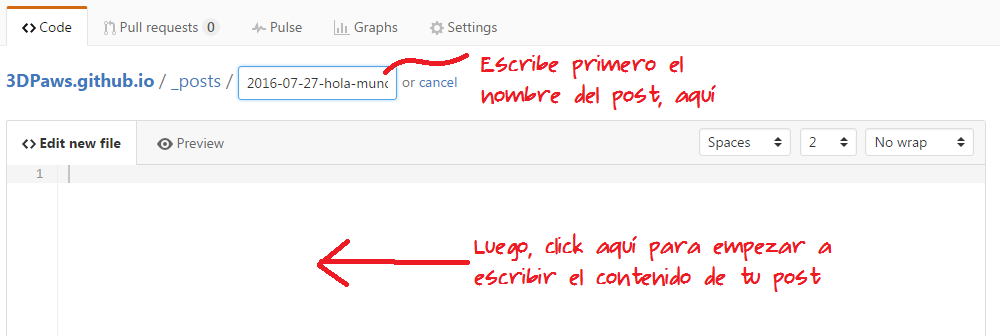 Code Pull requests 0 Pulse Graphs Settings
3DPaws.github.io / _posts / 2016-07-27-hola-munc or cancel
Escribe primero el
nombre del post, aquí
Edit new file Preview Spaces 2 No wrap
1
Luego, click aquí para empezar a
escribir el contenido de tu post